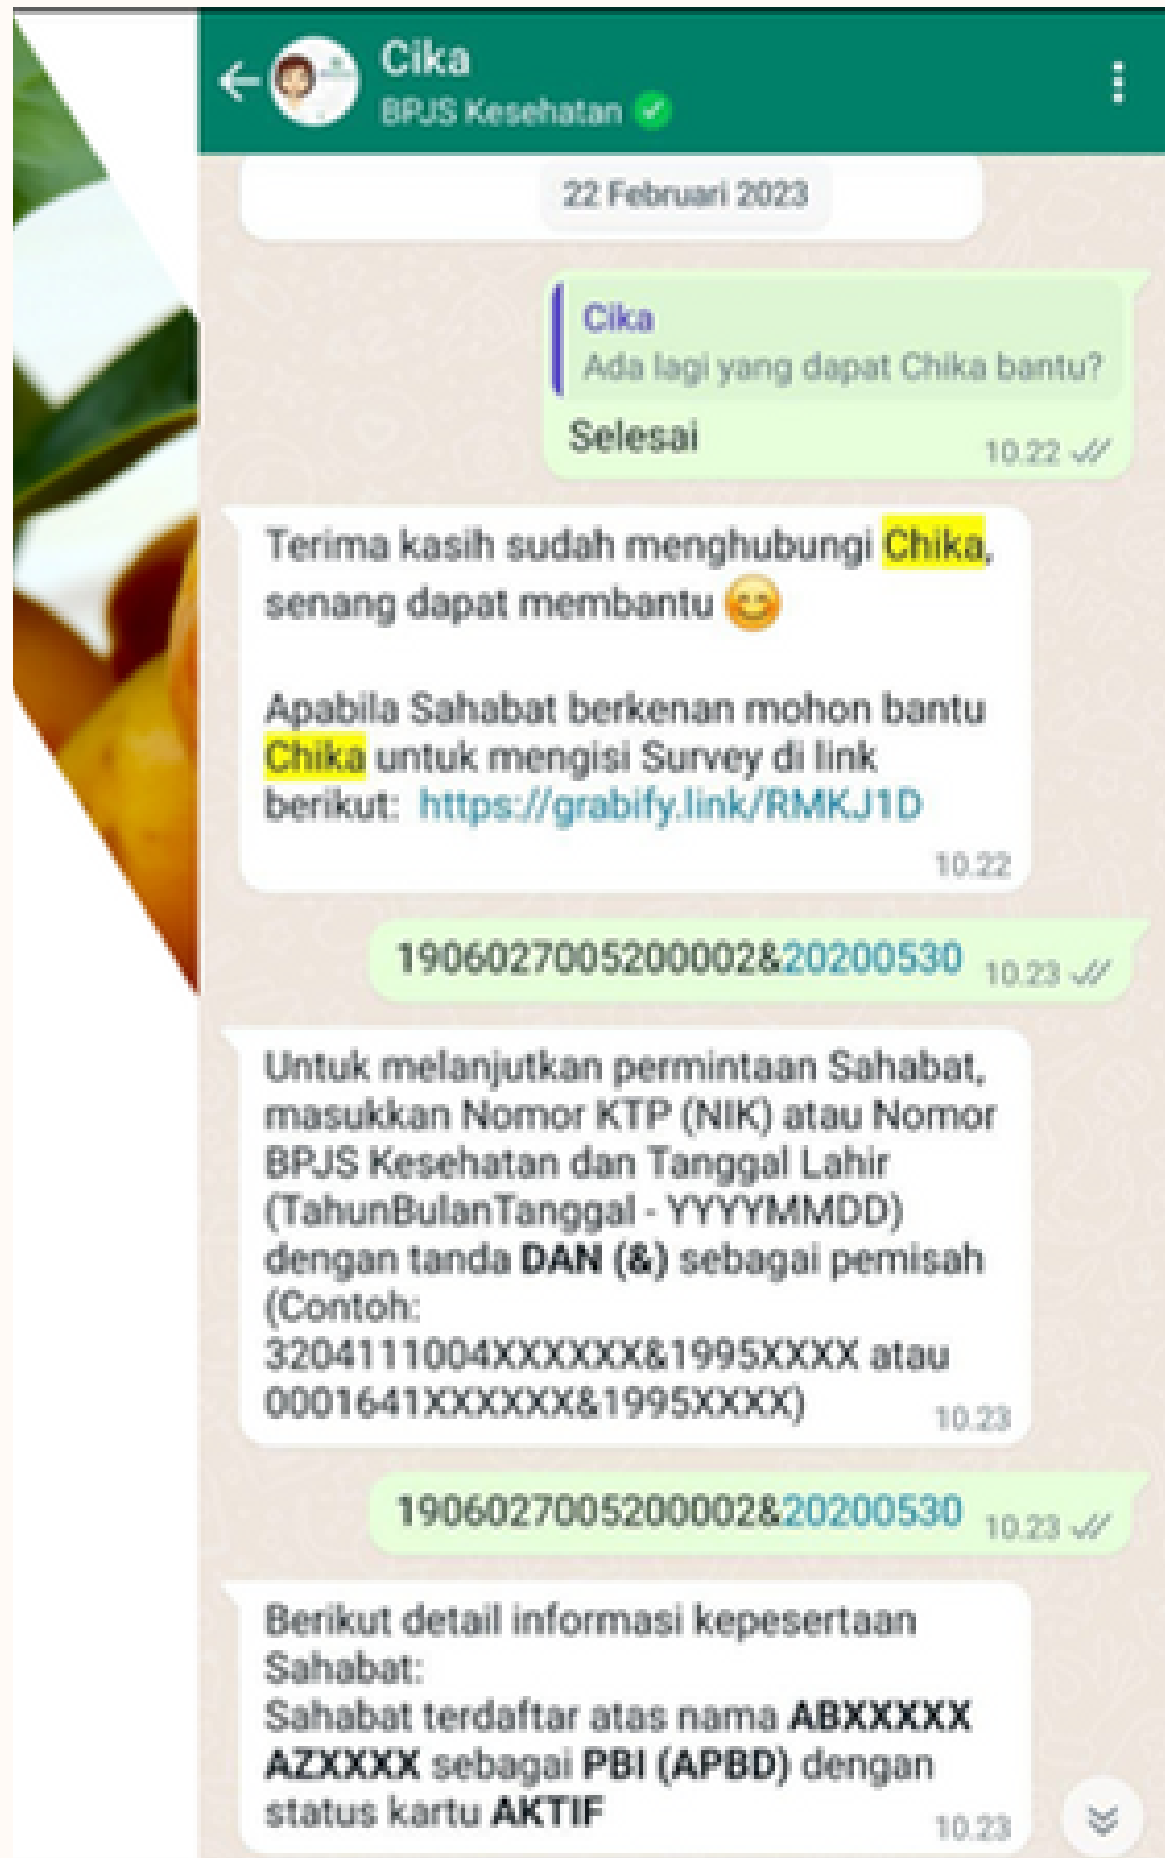 Cika
BPJS Kesehatan
22 Februari 2023
Cika
Ada lagi yang dapat Chika bantu?
Selesai
10.22
Terima kasih sudah menghubungi Chika,
senang dapat membantu 😊
Apabila Sahabat berkenan mohon bantu
Chika untuk mengisi Survey di link
berikut: https://grabify.link/RMKJ1D
10.22
1906027005200002&20200530 10.23
Untuk melanjutkan permintaan Sahabat,
masukkan Nomor KTP (NIK) atau Nomor
BPJS Kesehatan dan Tanggal Lahir
(TahunBulanTanggal - YYYYMMDD)
dengan tanda DAN (&) sebagai pemisah
(Contoh:
3204111004XXXXXX&1995XXXX atau
0001641XXXXXX&1995XXXX)
10.23
1906027005200002&20200530 10.23
Berikut detail informasi kepesertaan
Sahabat:
Sahabat terdaftar atas nama ABXXXXX
AZXXXX sebagai PBI (APBD) dengan
status kartu AKTIF
10.23